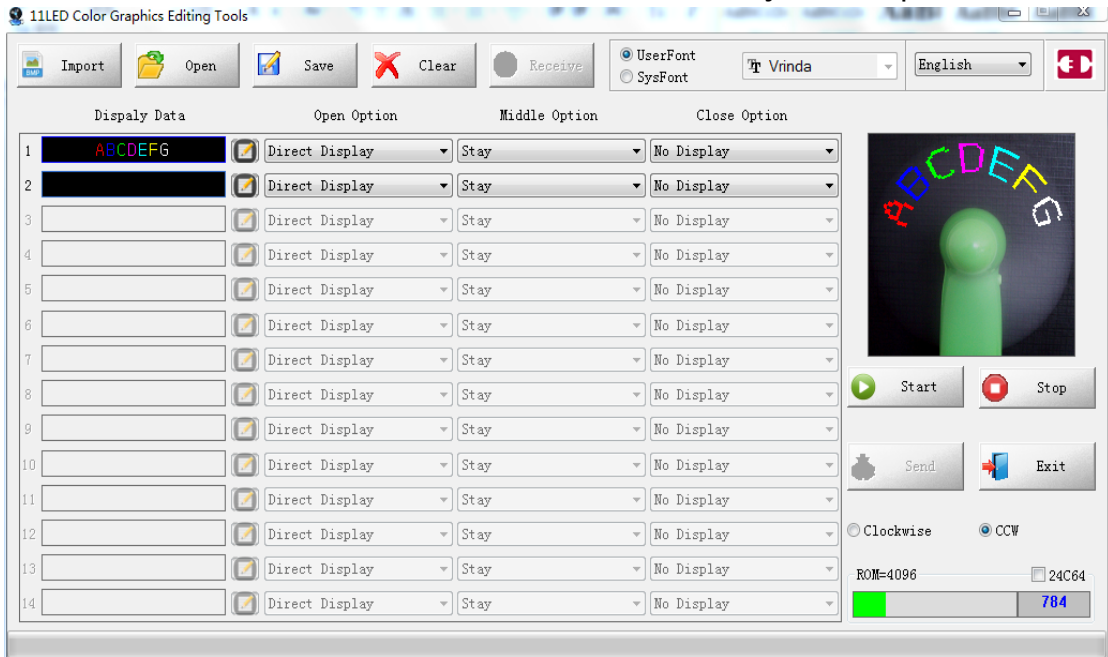 11LED Color Graphics Editing Tools
BMP Import Open Save Clear Receive UserFont SysFont Vrinda English
Dispaly Data Open Option Middle Option Close Option
1 ABCDEFG Direct Display Stay No Display
2 Direct Display Stay No Display
3 Direct Display Stay No Display
4 Direct Display Stay No Display
5 Direct Display Stay No Display
6 Direct Display Stay No Display
7 Direct Display Stay No Display
8 Direct Display Stay No Display
9 Direct Display Stay No Display
10 Direct Display Stay No Display
11 Direct Display Stay No Display
12 Direct Display Stay No Display
13 Direct Display Stay No Display
14 Direct Display Stay No Display
ABCDEFG
Start Stop
Send Exit
Clockwise CCW
ROM=4096 24C64
784